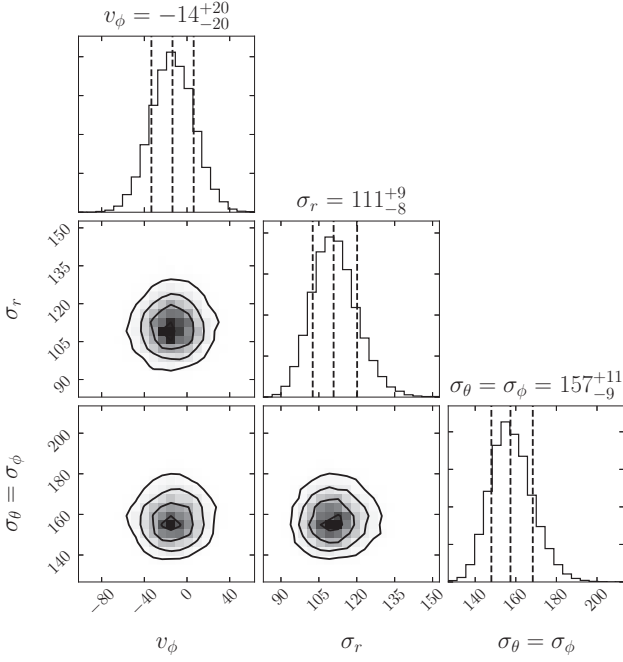 v_ϕ = −14^{+20}_{−20}
σ_r = 111^{+9}_{−8}
150
135
120
105
90
σ_r
σ_θ = σ_ϕ = 157^{+11}_{−9}
200
180
160
140
σ_θ = σ_ϕ
−80
−40
0
40
v_ϕ
90
105
120
135
150
σ_r
140
160
180
200
σ_θ = σ_ϕ